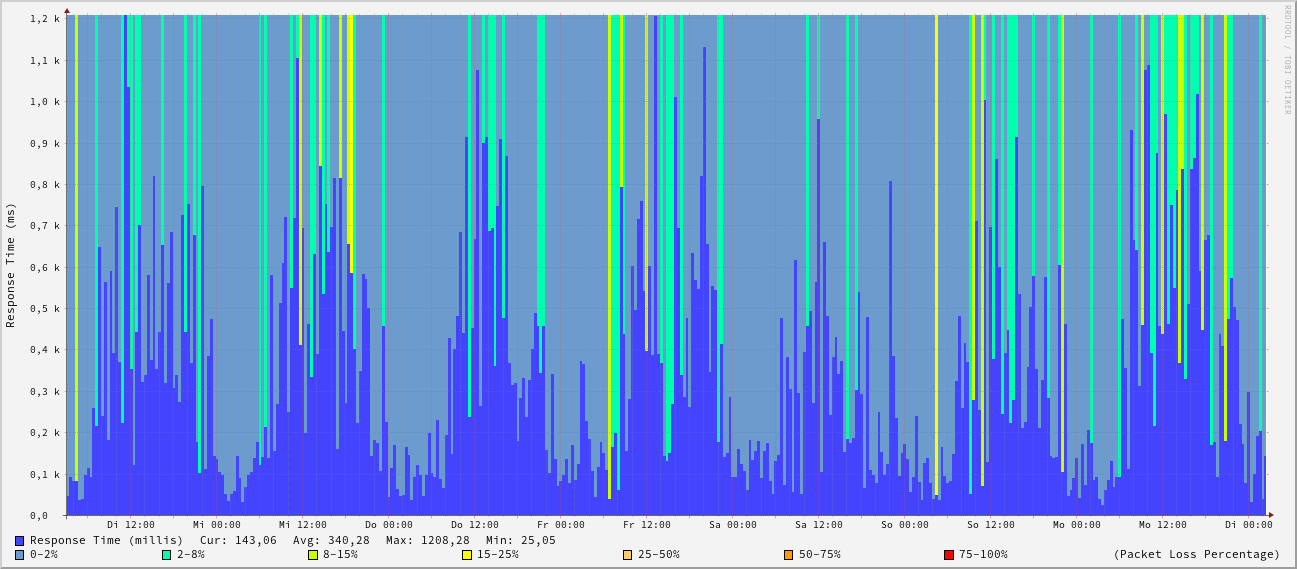 1,2 k
1,1 k
1,0 k
0,9 k
0,8 k
0,7 k
0,6 k
0,5 k
0,4 k
0,3 k
0,2 k
0,1 k
0,0
Response Time (ms)
RRDTOOL / TOBI OETIKER
Di 12:00 Mi 00:00 Mi 12:00 Do 00:00 Do 12:00 Fr 00:00 Fr 12:00 Sa 00:00 Sa 12:00 So 00:00 So 12:00 Mo 00:00 Mo 12:00 Di 00:00
Response Time (millis) Cur: 143,06 Avg: 340,28 Max: 1208,28 Min: 25,05
0-2% 2-8% 8-15% 15-25% 25-50% 50-75% 75-100% (Packet Loss Percentage)